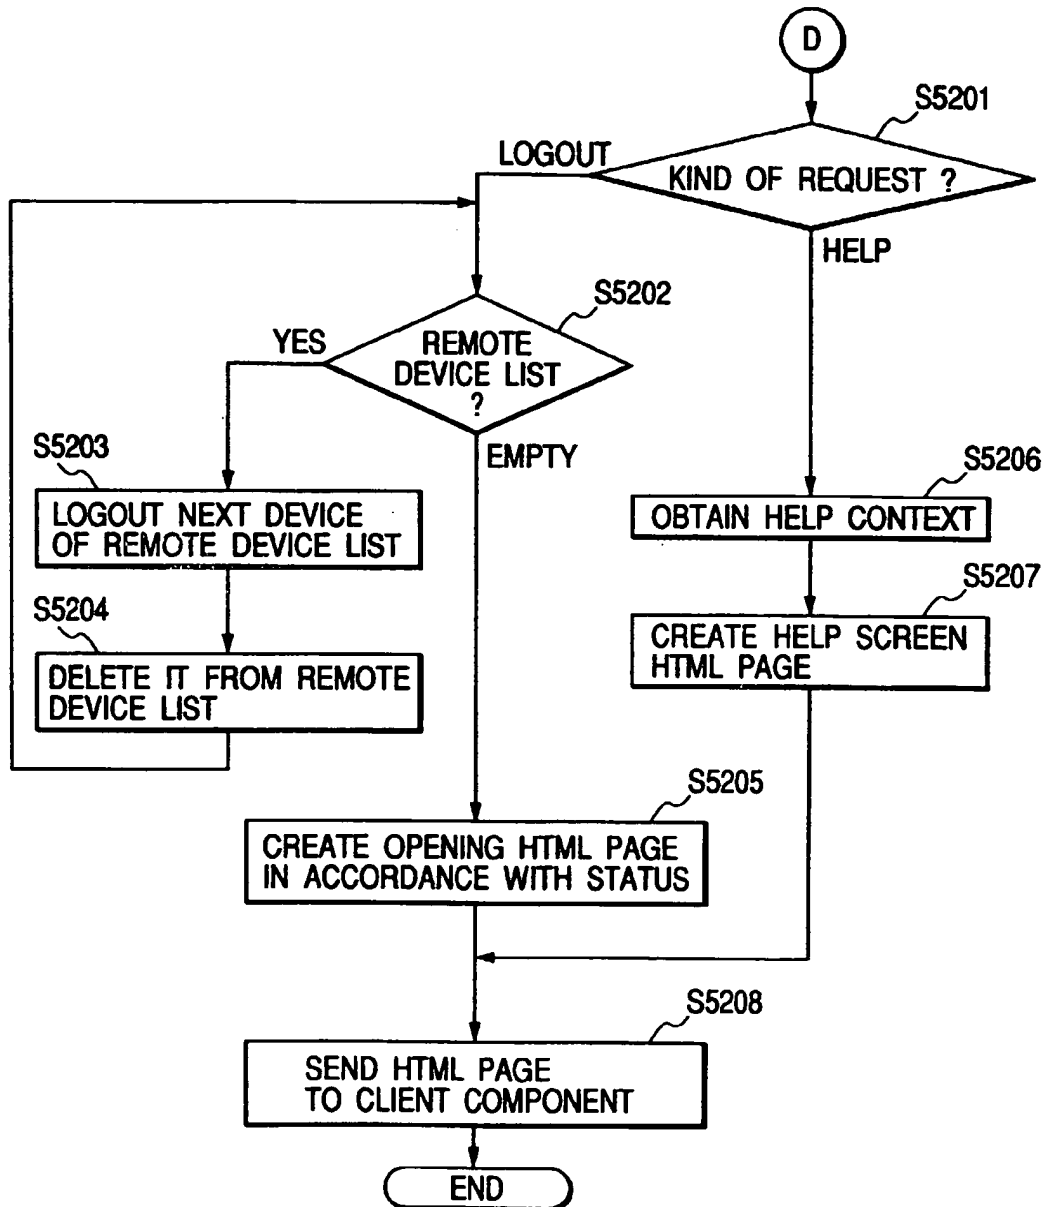 D
S5201
LOGOUT
KIND OF REQUEST ?
HELP
S5202
YES
REMOTE
DEVICE LIST
?
EMPTY
S5203
LOGOUT NEXT DEVICE
OF REMOTE DEVICE LIST
S5206
OBTAIN HELP CONTEXT
S5207
CREATE HELP SCREEN
HTML PAGE
S5204
DELETE IT FROM REMOTE
DEVICE LIST
S5205
CREATE OPENING HTML PAGE
IN ACCORDANCE WITH STATUS
S5208
SEND HTML PAGE
TO CLIENT COMPONENT
END